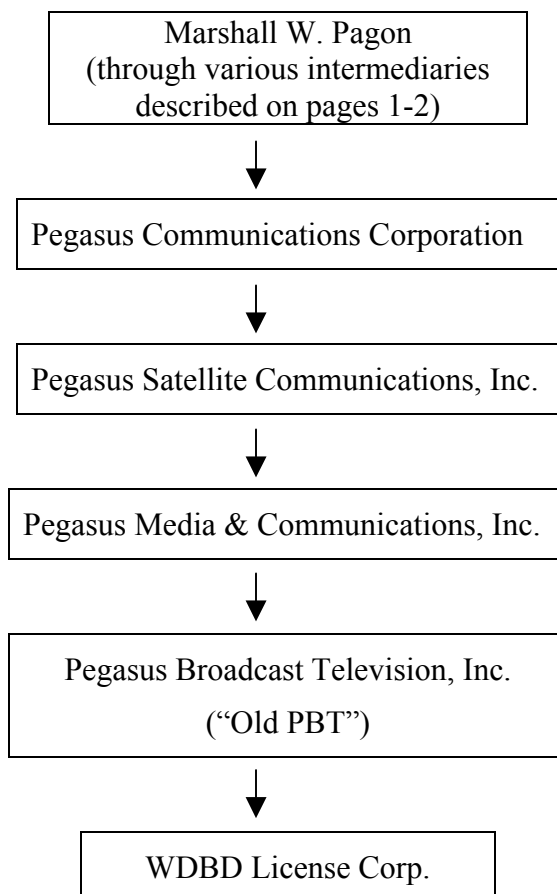 Marshall W. Pagon
(through various intermediaries
described on pages 1-2)
Pegasus Communications Corporation
Pegasus Satellite Communications, Inc.
Pegasus Media & Communications, Inc.
Pegasus Broadcast Television, Inc.
(“Old PBT”)
WDBD License Corp.